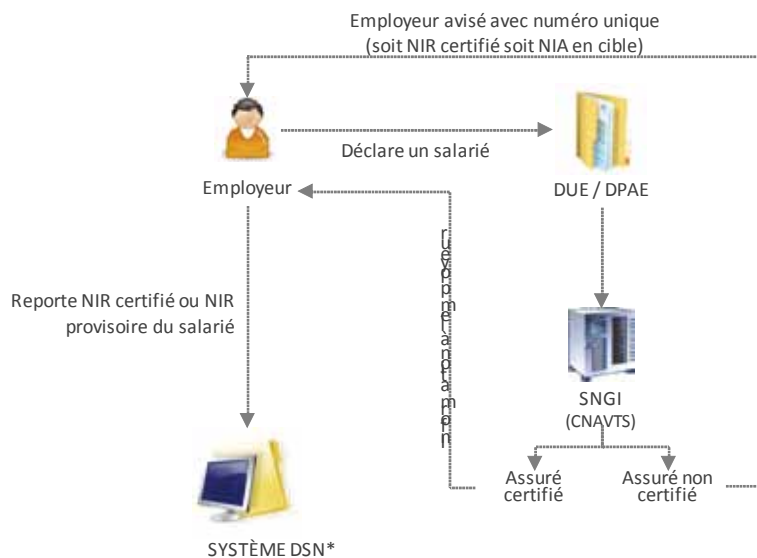 Employeur avisé avec numéro unique
(soit NIR certifié soit NIA en cible)
Déclare un salarié
Employeur
DUE / DPAE
Reporte NIR certifié ou NIR
provisoire du salarié
SNGI
(CNAVTS)
Assuré
certifié
Assuré non
certifié
SYSTÈME DSN*